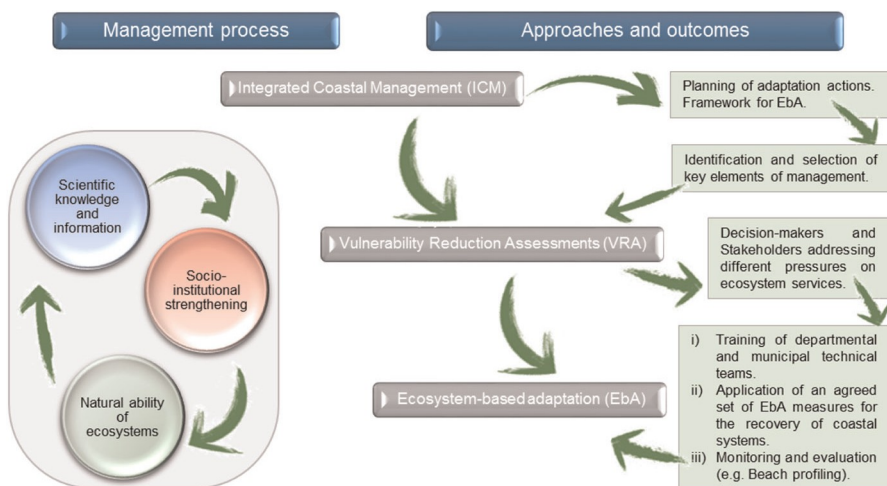 Management process
Approaches and outcomes
Integrated Coastal Management (ICM)
Planning of adaptation actions.
Framework for EbA.
Identification and selection of
key elements of management.
Scientific
knowledge
and
information
Socio-
institutional
strengthening
Natural ability
of
ecosystems
Vulnerability Reduction Assessments (VRA)
Decision-makers and
Stakeholders addressing
different pressures on
ecosystem services.
Ecosystem-based adaptation (EbA)
i) Training of departmental
and municipal technical
teams.
ii) Application of an agreed
set of EbA measures for
the recovery of coastal
systems.
iii) Monitoring and evaluation
(e.g. Beach profiling).